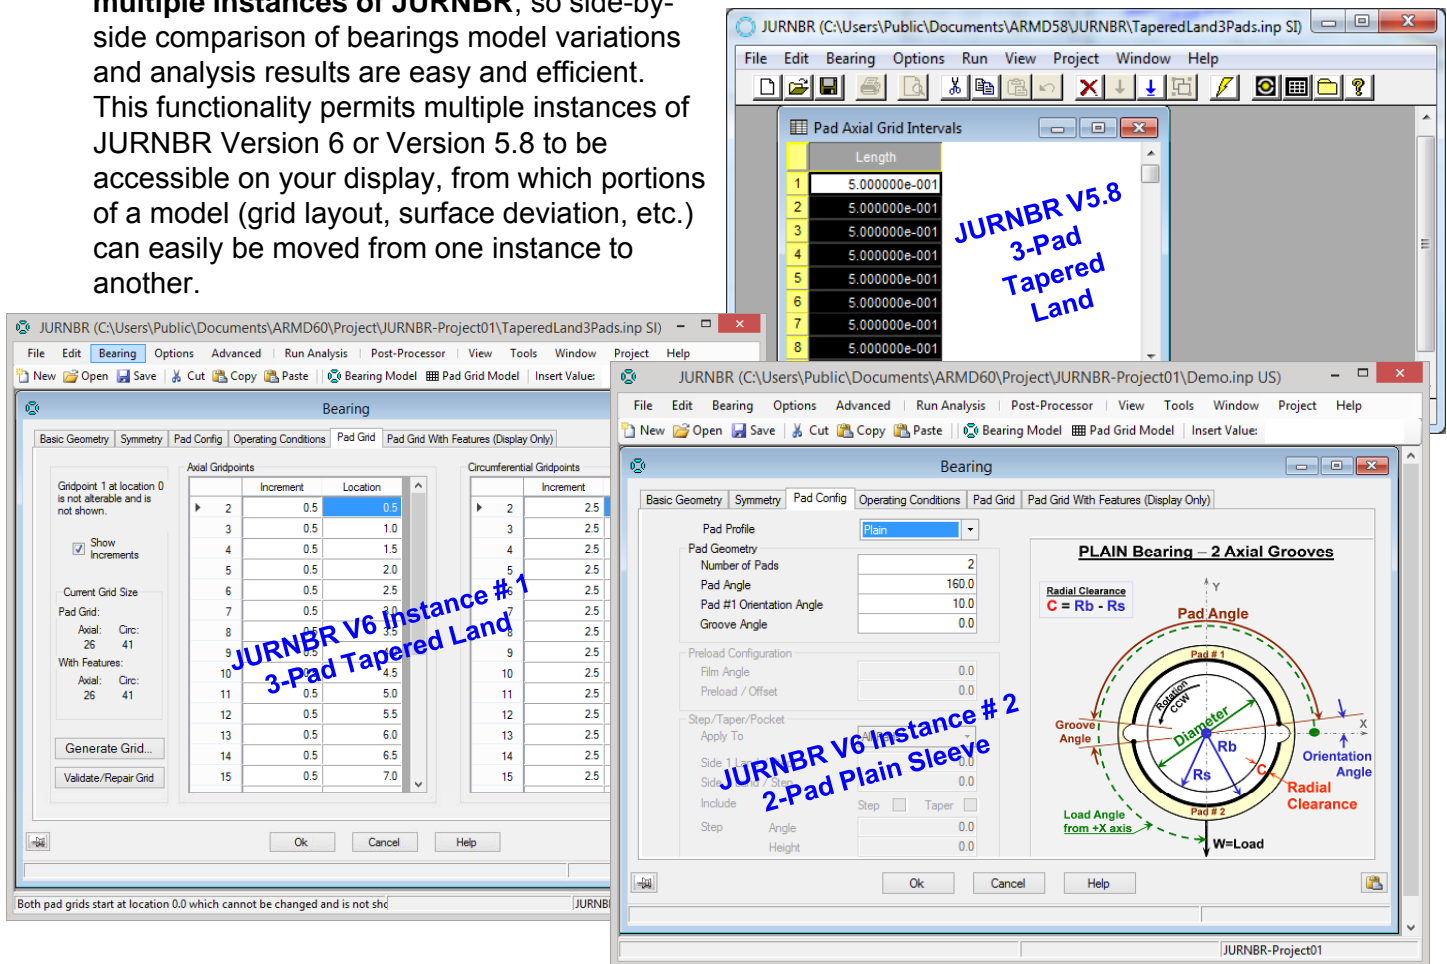 multiple instances of JURNBR, so side-by-
side comparison of bearings model variations
and analysis results are easy and efficient.
This functionality permits multiple instances of
JURNBR Version 6 or Version 5.8 to be
accessible on your display, from which portions
of a model (grid layout, surface deviation, etc.)
can easily be moved from one instance to
another.
JURNBR (C:\Users\Public\Documents\ARMD58\JURNBR\TaperedLand3Pads.inp SI)
File Edit Bearing Options Run View Project Window Help
Pad Axial Grid Intervals
Length
1 5.000000e-001
2 5.000000e-001
3 5.000000e-001
4 5.000000e-001
5 5.000000e-001
6 5.000000e-001
7 5.000000e-001
8 5.000000e-001
JURNBR V5.8
3-Pad
Tapered
Land
JURNBR (C:\Users\Public\Documents\ARMD60\Project\JURNBR-Project01\TaperedLand3Pads.inp SI)
File Edit Bearing Options Advanced Run Analysis Post-Processor View Tools Window Project Help
New Open Save Cut Copy Paste Bearing Model Pad Grid Model Insert Value:
Bearing
Basic Geometry Symmetry Pad Config Operating Conditions Pad Grid Pad Grid With Features (Display Only)
Gridpoint 1 at location 0
is not alterable and is
not shown.
Show
Increments
Current Grid Size
Pad Grid:
Axial: Circ:
26 41
With Features:
Axial: Circ:
26 41
Generate Grid...
Validate/Repair Grid
Axial Gridpoints
Increment Location
2 0.5 0.5
3 0.5 1.0
4 0.5 1.5
5 0.5 2.0
6 0.5 2.5
7 0.5 3.0
8 0.5 3.5
9
10 4.5
11 0.5 5.0
12 0.5 5.5
13 0.5 6.0
14 0.5 6.5
15 0.5 7.0
Circumferential Gridpoints
Increment
2 2.5
3 2.5
4 2.5
5 2.5
6 2.5
7 2.5
8 2.5
9 2.5
10 2.5
11 2.5
12 2.5
13 2.5
14 2.5
15 2.5
JURNBR V6 Instance # 1
3-Pad Tapered Land
Ok Cancel Help
Both pad grids start at location 0.0 which cannot be changed and is not sho
JURNB
JURNBR (C:\Users\Public\Documents\ARMD60\Project\JURNBR-Project01\Demo.inp US)
File Edit Bearing Options Advanced Run Analysis Post-Processor View Tools Window Project Help
New Open Save Cut Copy Paste Bearing Model Pad Grid Model Insert Value:
Bearing
Basic Geometry Symmetry Pad Config Operating Conditions Pad Grid Pad Grid With Features (Display Only)
Pad Profile Plain
Pad Geometry
Number of Pads 2
Pad Angle 160.0
Pad #1 Orientation Angle 10.0
Groove Angle 0.0
Preload Configuration
Film Angle 0.0
Preload / Offset 0.0
Step/Taper/Pocket
Apply To
Side 1 Land 0.0
Side Land / Step 0.0
Include Step Taper
Step Angle 0.0
Height 0.0
JURNBR V6 Instance # 2
2-Pad Plain Sleeve
PLAIN Bearing – 2 Axial Grooves
Radial Clearance
C = Rb - Rs
Y
Pad Angle
Pad # 1
Rotation
CCW
Diameter
Groove
Angle
X
Rb
Rs
C
Orientation
Angle
Radial
Clearance
Pad # 2
Load Angle
from +X axis
W=Load
Ok Cancel Help
JURNBR-Project01